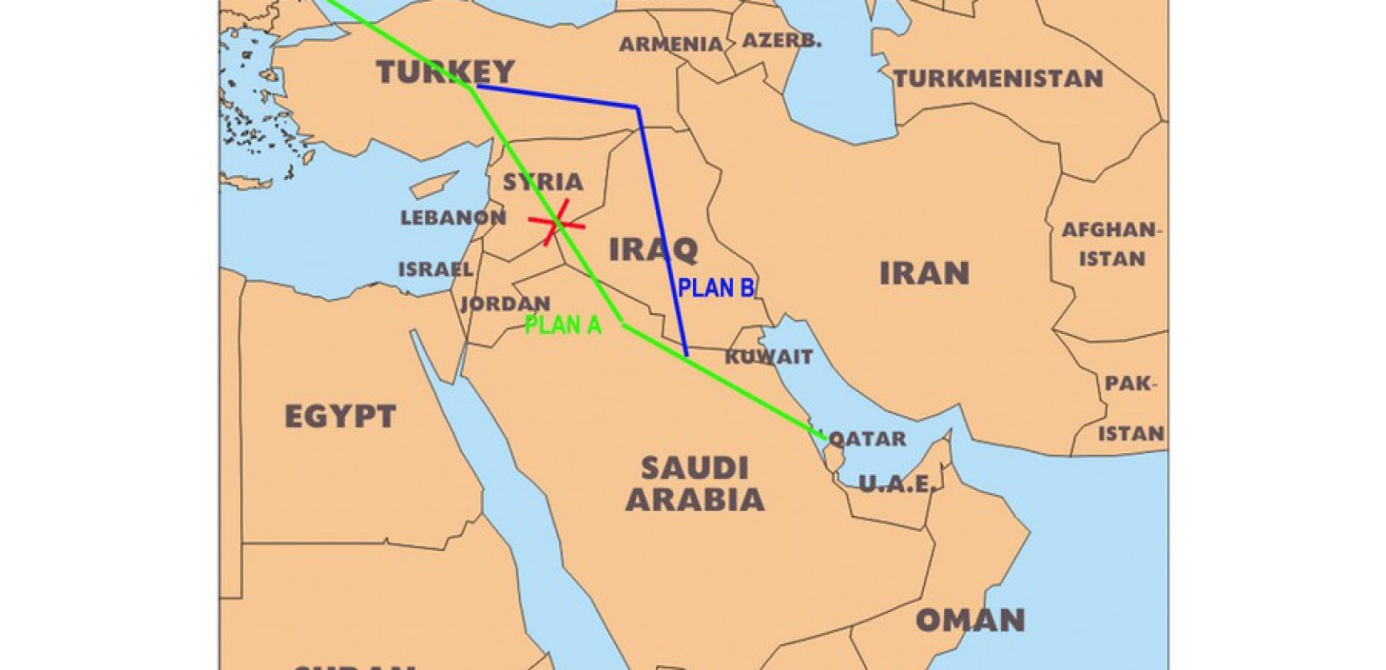 ARMENIA
AZERB.
TURKEY
TURKMENISTAN
SYRIA
LEBANON
IRAQ
AFGHAN-
ISTAN
ISRAEL
IRAN
JORDAN
PLAN B
PLAN A
KUWAIT
PAK-
ISTAN
EGYPT
QATAR
SAUDI
ARABIA
U.A.E.
OMAN
SUDAN